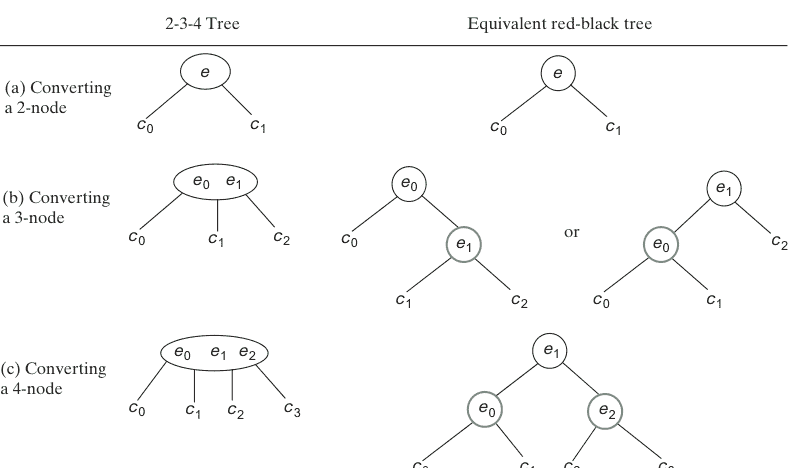 2-3-4 Tree Equivalent red-black tree
(a) Converting
a 2-node
e e
c0 c1 c0 c1
(b) Converting
a 3-node
e0 e1 e0 e1
c0 c1 c2 c0 e1 or e0 c2
c1 c2 c0 c1
(c) Converting
a 4-node
e0 e1 e2 e1
c0 c1 c2 c3 e0 e2